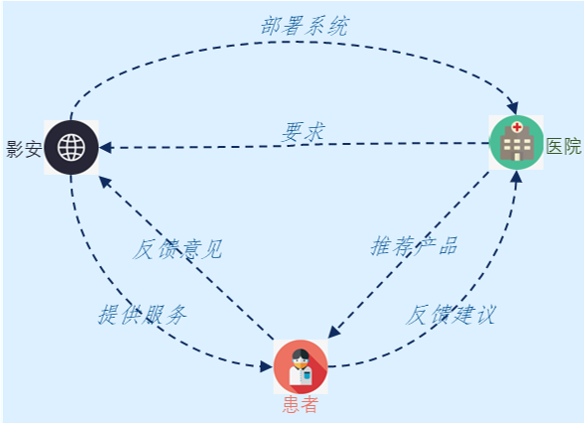 部署系统
要求
影安
医院
反馈意见
推荐产品
提供服务
反馈建议
患者